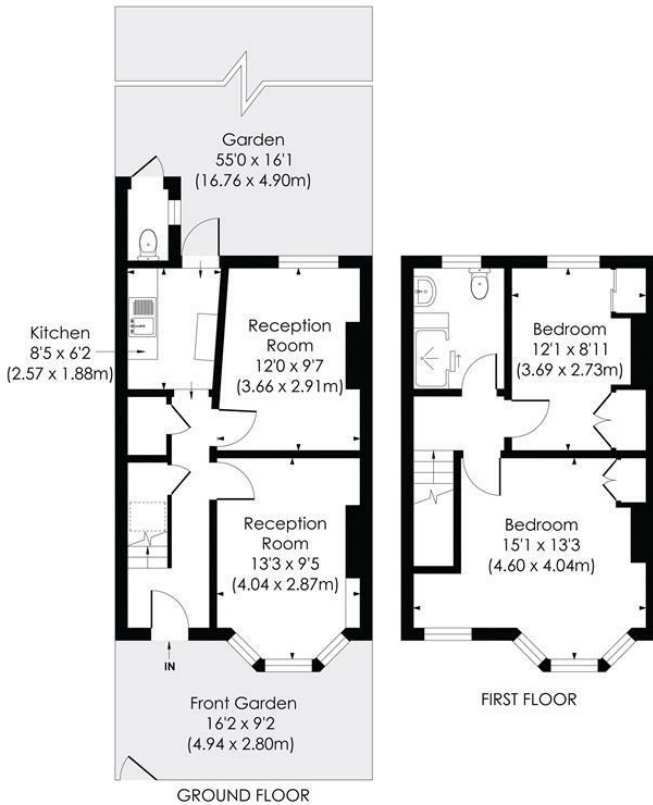 Garden
55'0 x 16'1
(16.76 x 4.90m)
Kitchen
8'5 x 6'2
(2.57 x 1.88m)
Reception
Room
12'0 x 9'7
(3.66 x 2.91m)
Bedroom
12'1 x 8'11
(3.69 x 2.73m)
Reception
Room
13'3 x 9'5
(4.04 x 2.87m)
Bedroom
15'1 x 13'3
(4.60 x 4.04m)
IN
Front Garden
16'2 x 9'2
(4.94 x 2.80m)
FIRST FLOOR
GROUND FLOOR